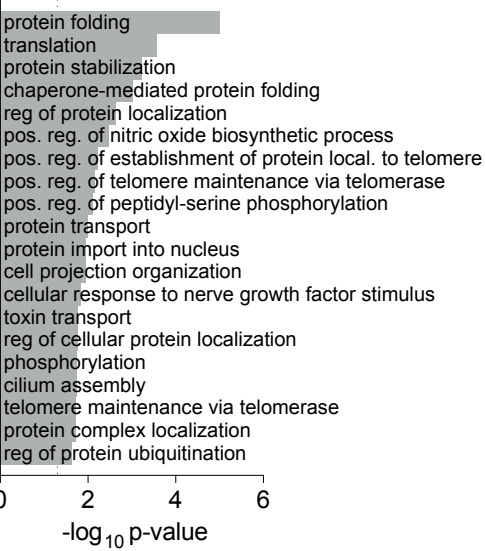 protein folding
translation
protein stabilization
chaperone-mediated protein folding
reg of protein localization
pos. reg. of nitric oxide biosynthetic process
pos. reg. of establishment of protein local. to telomere
pos. reg. of telomere maintenance via telomerase
pos. reg. of peptidyl-serine phosphorylation
protein transport
protein import into nucleus
cell projection organization
cellular response to nerve growth factor stimulus
toxin transport
reg of cellular protein localization
phosphorylation
cilium assembly
telomere maintenance via telomerase
protein complex localization
reg of protein ubiquitination
0 2 4 6
-log10 p-value